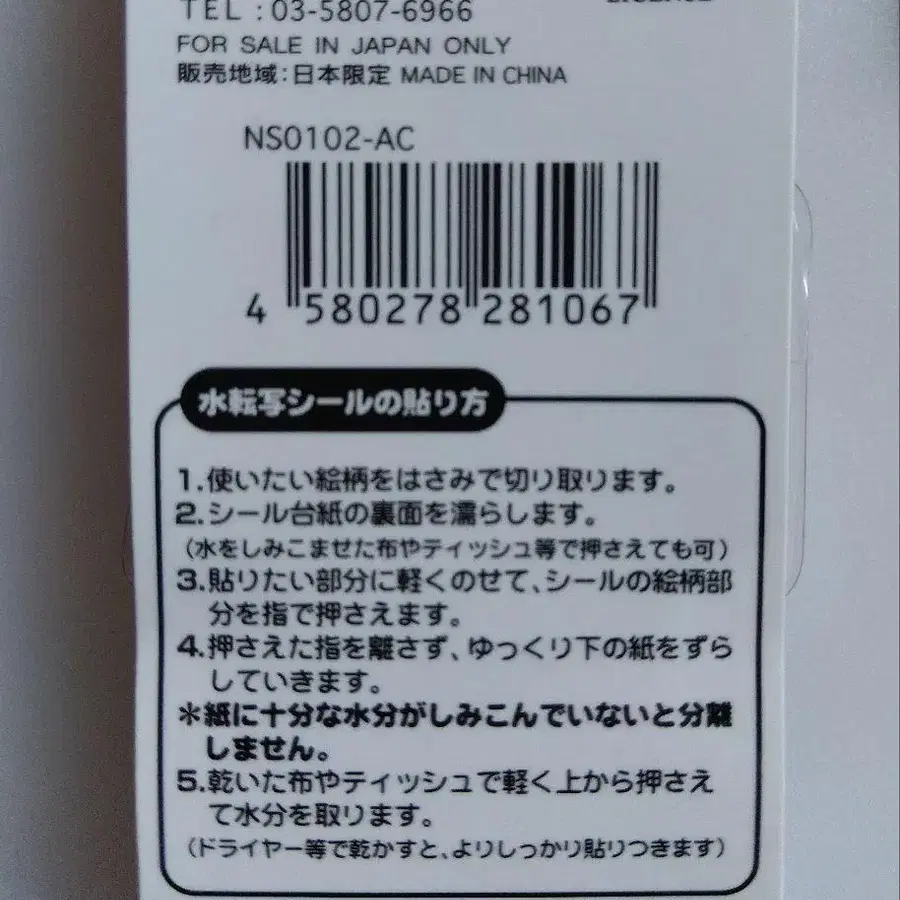 TEL：03-5807-6966
FOR SALE IN JAPAN ONLY
販売地域：日本限定 MADE IN CHINA
NS0102-AC
4 580278 281067
水転写シールの貼り方
1.使いたい絵柄をはさみで切り取ります。
2.シール台紙の裏面を濡らします。
（水をしみこませた布やティッシュ等で押さえても可）
3.貼りたい部分に軽くのせて、シールの絵柄部
分を指で押さえます。
4.押さえた指を離さず、ゆっくり下の紙をずら
していきます。
＊紙に十分な水分がしみこんでいないと分離
しません。
5.乾いた布やティッシュで軽く上から押さえ
て水分を取ります。
（ドライヤー等で乾かすと、よりしっかり貼りつきます）